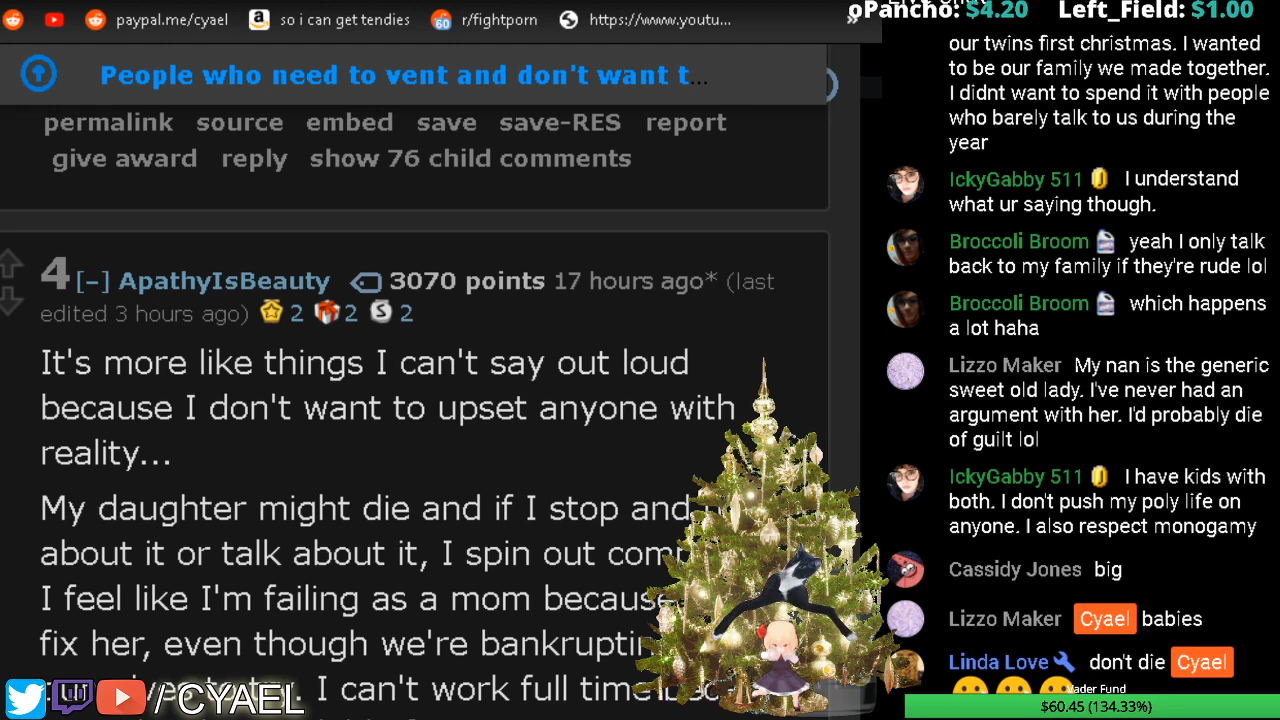 paypal.me/cyael so i can get tendies r/fightporn https://www.youtu...
People who need to vent and don't want t...
permalink source embed save save-RES report
give award reply show 76 child comments
4 [–] ApathyIsBeauty 3070 points 17 hours ago* (last
edited 3 hours ago) 2 2 2
It's more like things I can't say out loud
because I don't want to upset anyone with
reality...
My daughter might die and if I stop and
about it or talk about it, I spin out
I feel like I'm failing as a mom because
fix her, even though we're
I can't work full time
/CYAEL
oPancho: $4.20 Left_Field: $1.00
our twins first christmas. I wanted
to be our family we made together.
I didnt want to spend it with people
who barely talk to us during the
year
IckyGabby 511 I understand
what ur saying though.
Broccoli Broom yeah I only talk
back to my family if they're rude lol
Broccoli Broom which happens
a lot haha
Lizzo Maker My nan is the generic
sweet old lady. I've never had an
argument with her. I'd probably die
of guilt lol
IckyGabby 511 I have kids with
both. I don't push my poly life on
anyone. I also respect monogamy
Cassidy Jones big
Lizzo Maker Cyael babies
Linda Love don't die Cyael
Vader Fund
$60.45 (134.33%)